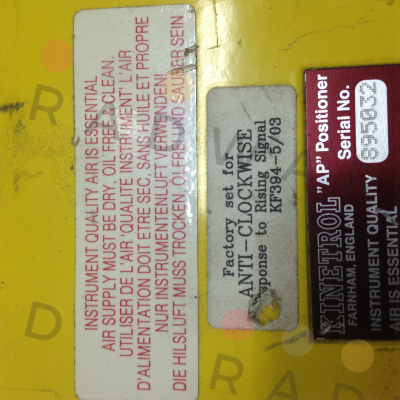 INSTRUMENT QUALITY AIR IS ESSENTIAL
AIR SUPPLY MUST BE DRY, OIL FREE & CLEAN.
UTILISER DE L'AIR 'QUALITE INSTRUMENT'. L'AIR
D'ALIMENTATION DOIT ETRE SEC, SANS HUILE ET PROPRE
NUR INSTRUMENTENLUFT VERWENDEN!
DIE HILSLUFT MUSS TROCKEN, ÖLFREI UND SAUBER SEIN
Factory set for
ANTI-CLOCKWISE
sponse to Rising Signal
KF394-5/03
"AP" Positioner
Serial No.
895032
KINETROL
FARNHAM, ENGLAND
INSTRUMENT QUALITY
AIR IS ESSENTIAL